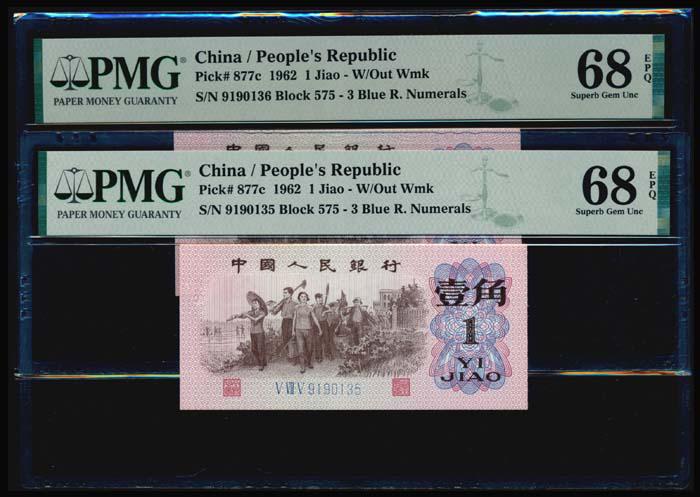 PMG
PAPER MONEY GUARANTY
China / People's Republic
Pick# 877c 1962 1 Jiao - W/Out Wmk
S/N 9190136 Block 575 - 3 Blue R. Numerals
68 EPQ
Superb Gem Unc
PMG
PAPER MONEY GUARANTY
China / People's Republic
Pick# 877c 1962 1 Jiao - W/Out Wmk
S/N 9190135 Block 575 - 3 Blue R. Numerals
68 EPQ
Superb Gem Unc
中國人民銀行
壹角
1
YI
JIAO
V VII V 9190135